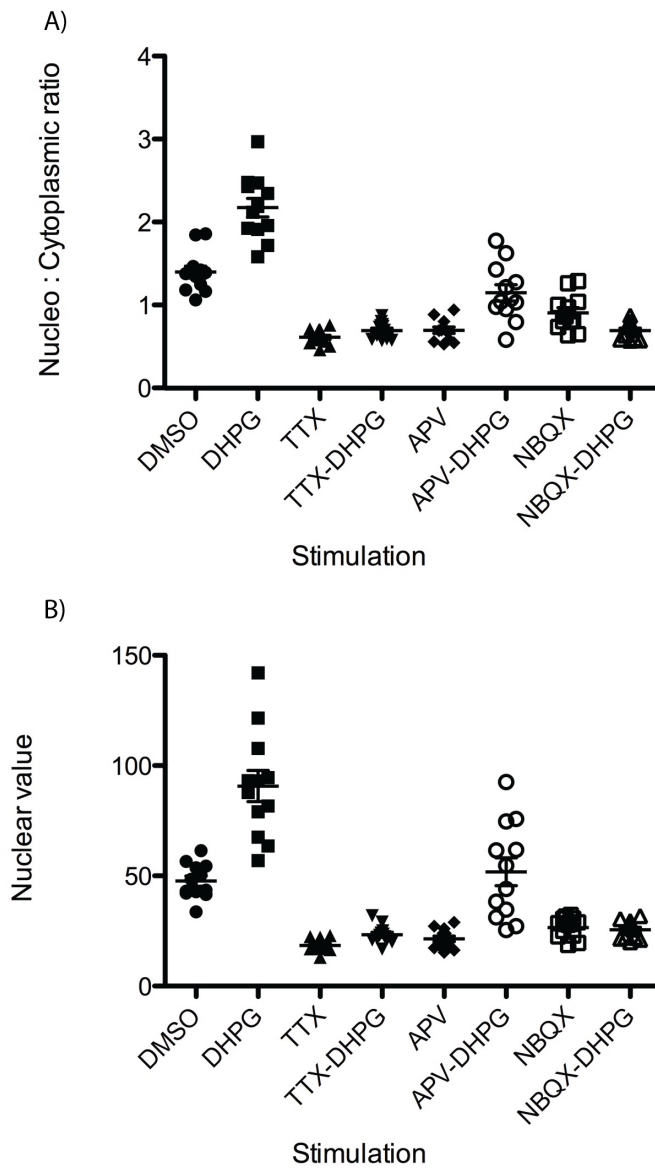 A)
Nucleo : Cytoplasmic ratio
4
3
2
1
0
DMSO
DHPG
TTX
TTX-DHPG
APV
APV-DHPG
NBQX
NBQX-DHPG
Stimulation
B)
Nuclear value
150
100
50
0
DMSO
DHPG
TTX
TTX-DHPG
APV
APV-DHPG
NBQX
NBQX-DHPG
Stimulation